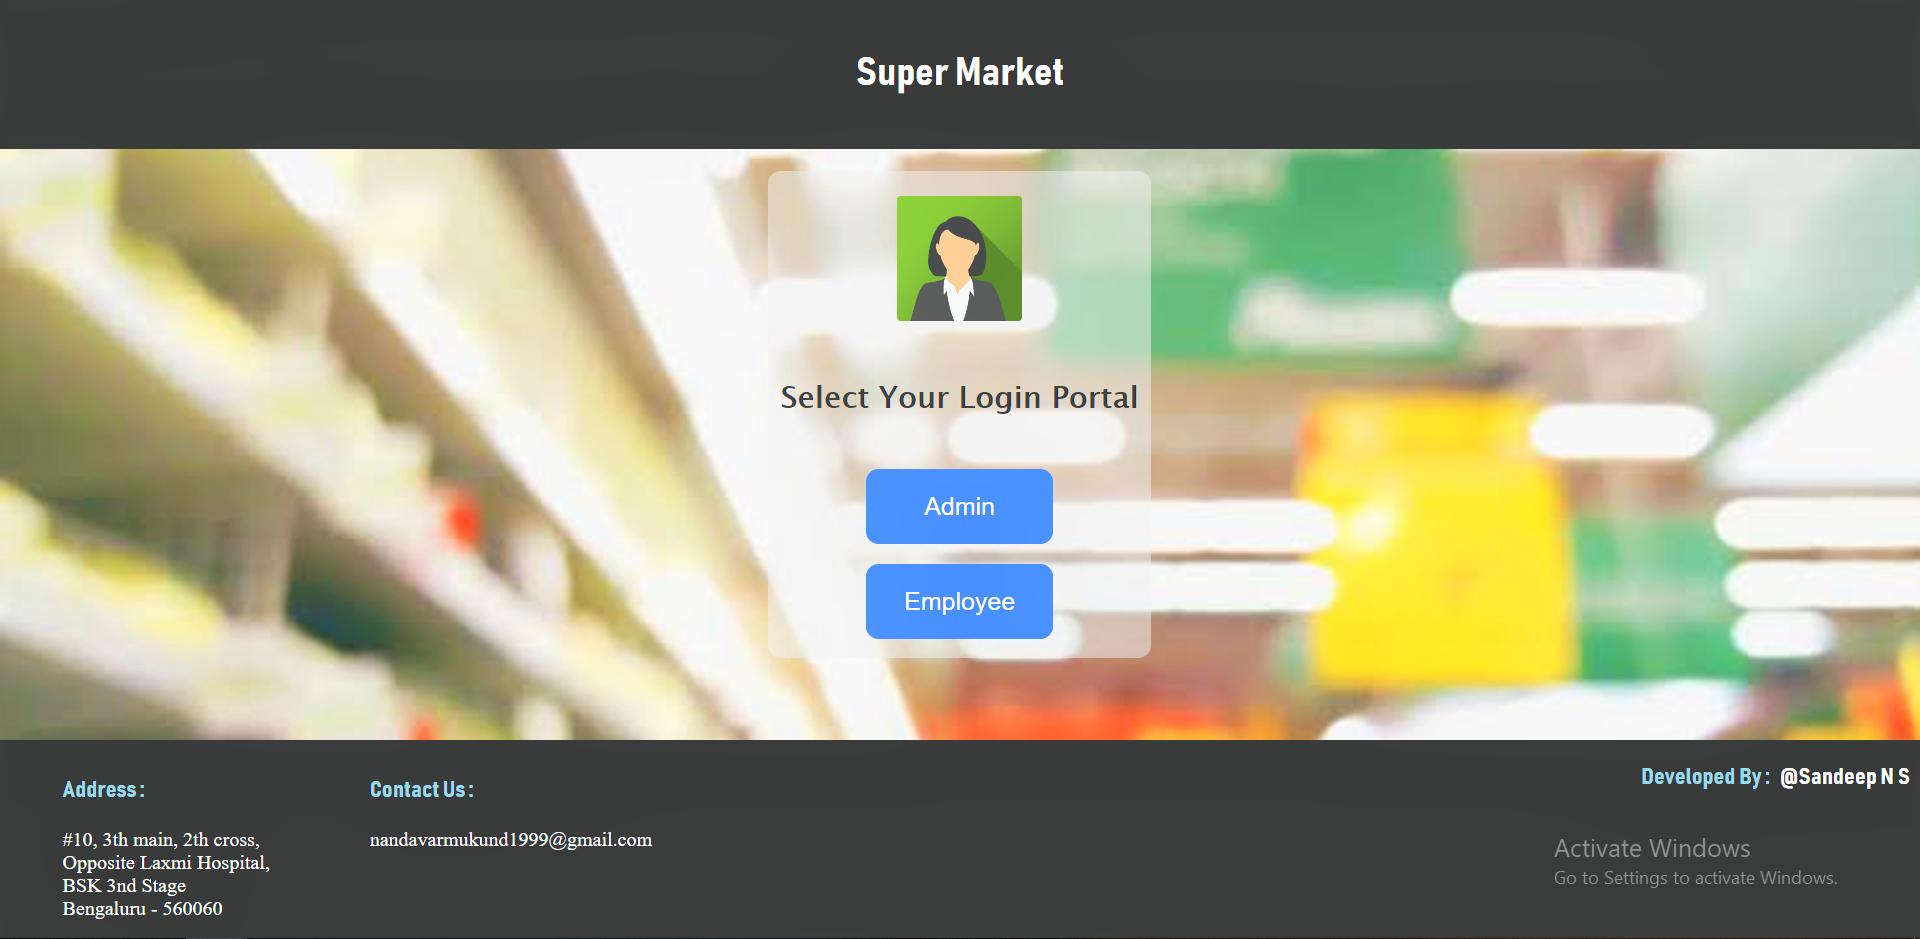 Super Market
Select Your Login Portal
Admin
Employee
Address :
#10, 3th main, 2th cross,
Opposite Laxmi Hospital,
BSK 3nd Stage
Bengaluru - 560060
Contact Us :
nandavarmukund1999@gmail.com
Developed By : @Sandeep N S
Activate Windows
Go to Settings to activate Windows.